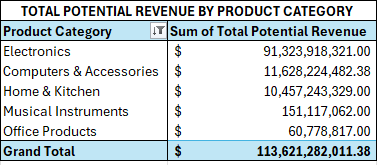 TOTAL POTENTIAL REVENUE BY PRODUCT CATEGORY
Product Category Sum of Total Potential Revenue
Electronics $ 91,323,918,321.00
Computers & Accessories $ 11,628,224,482.38
Home & Kitchen $ 10,457,243,329.00
Musical Instruments $ 151,117,062.00
Office Products $ 60,778,817.00
Grand Total $ 113,621,282,011.38